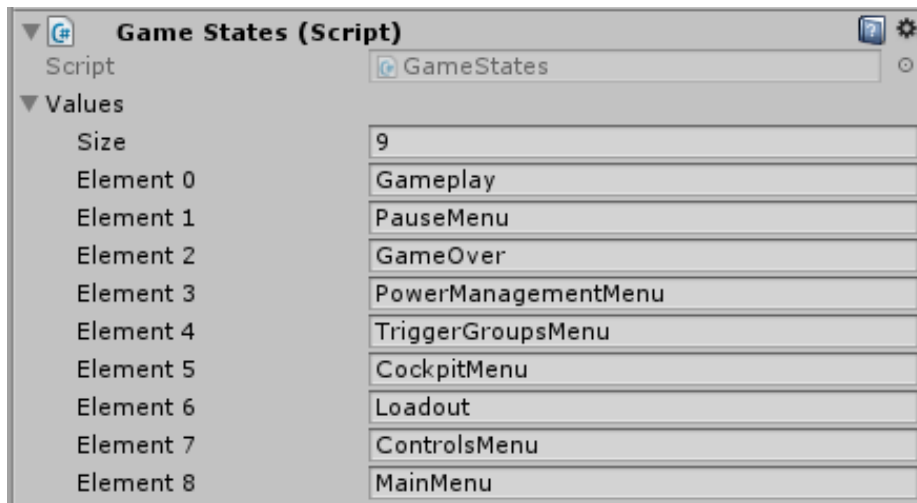 Game States (Script)
Script GameStates
Values
Size 9
Element 0 Gameplay
Element 1 PauseMenu
Element 2 GameOver
Element 3 PowerManagementMenu
Element 4 TriggerGroupsMenu
Element 5 CockpitMenu
Element 6 Loadout
Element 7 ControlsMenu
Element 8 MainMenu